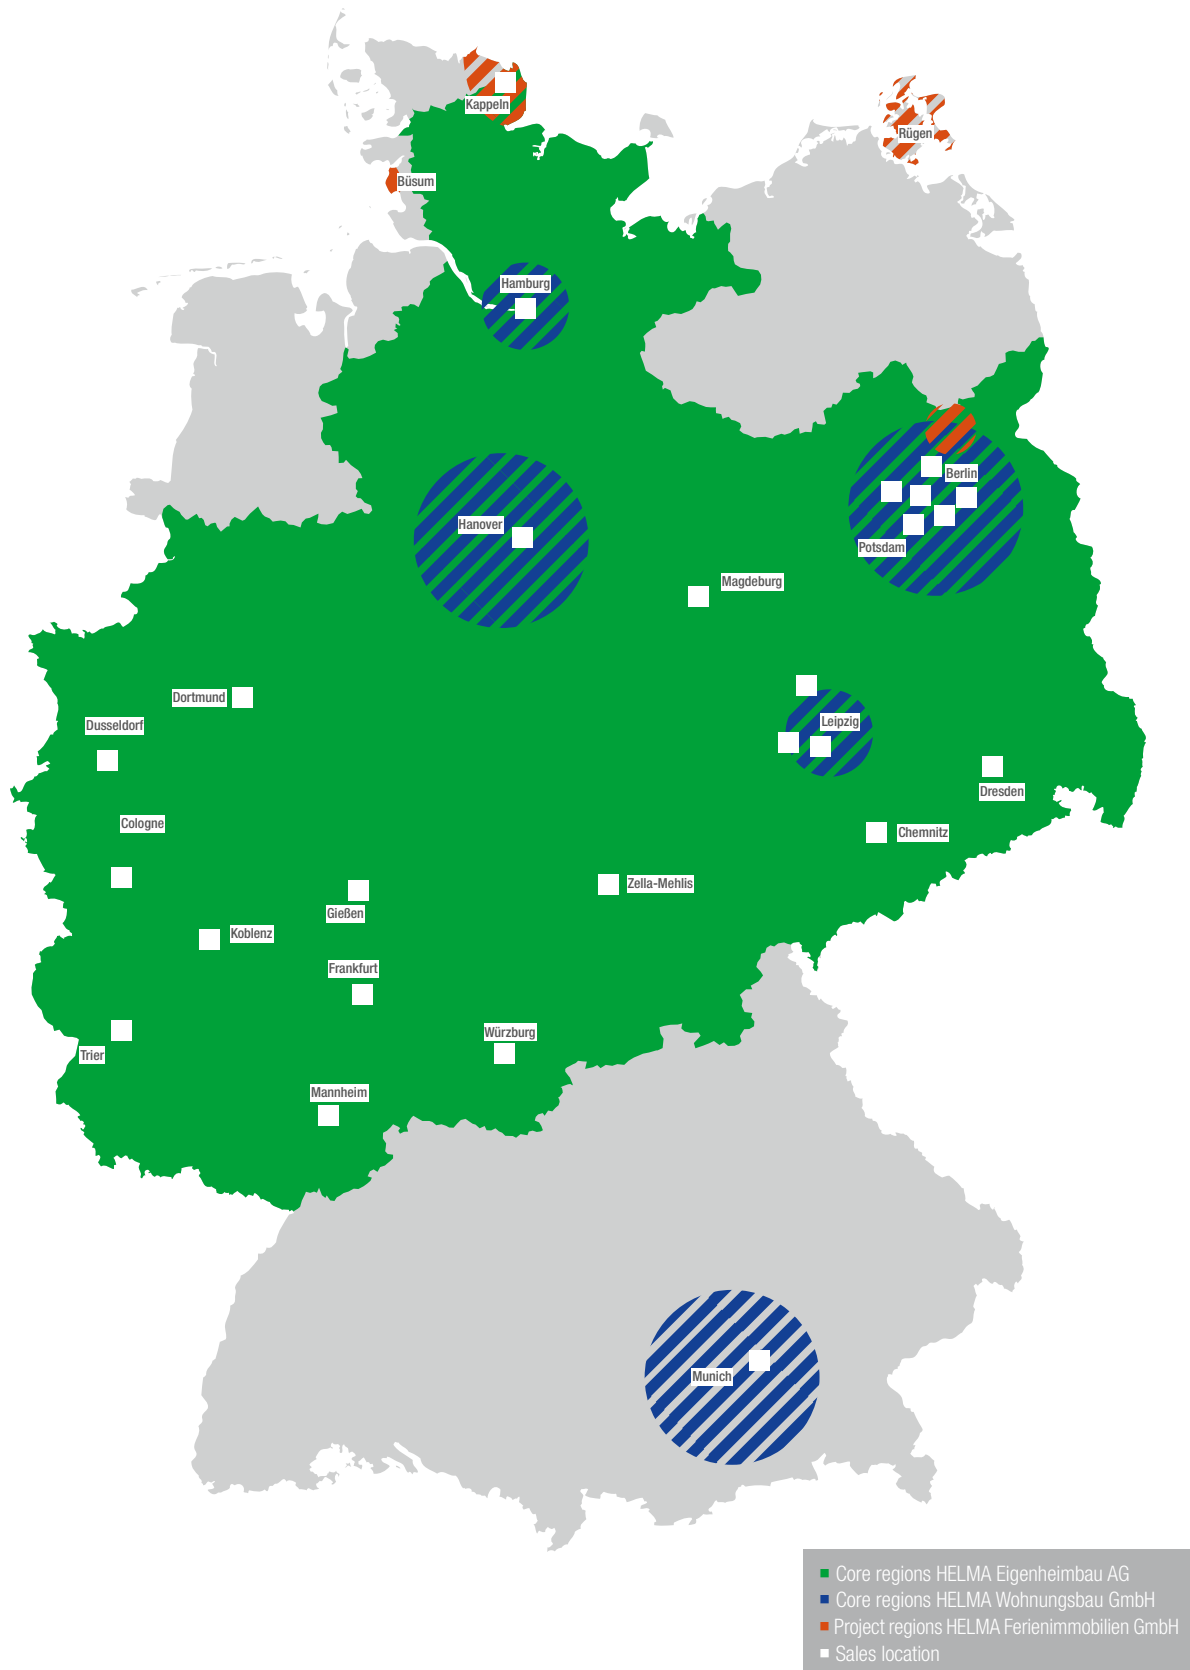 Kappeln
Rügen
Büsum
Hamburg
Berlin
Hanover
Potsdam
Magdeburg
Dortmund
Leipzig
Dusseldorf
Dresden
Cologne
Chemnitz
Zella-Mehlis
Gießen
Koblenz
Frankfurt
Würzburg
Trier
Mannheim
Munich
Core regions HELMA Eigenheimbau AG
Core regions HELMA Wohnungsbau GmbH
Project regions HELMA Ferienimmobilien GmbH
Sales location